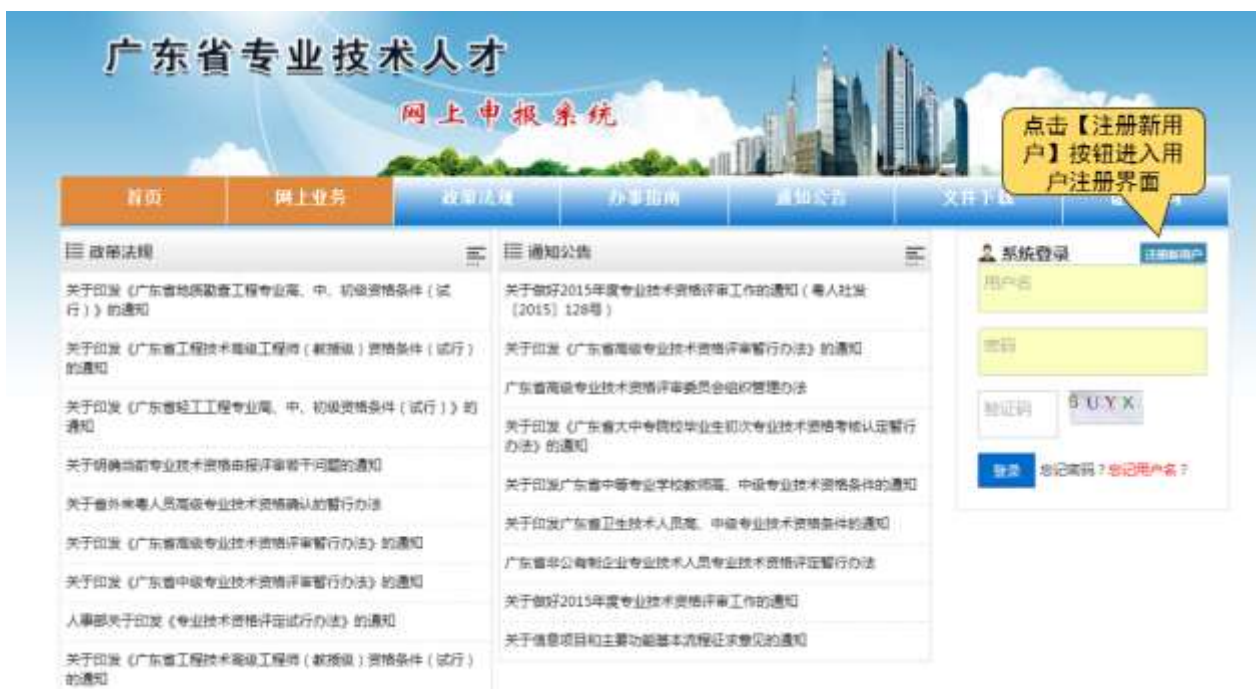 广东省专业技术人才
网上申报系统
点击【注册新用
户】按钮进入用
户注册界面
首页
网上业务
政策法规
办事指南
通知公告
文件下载
政策法规
关于印发《广东省地质勘查工程专业高、中、初级资格条件（试
行）》的通知
关于印发《广东省工程技术高级工程师（教授级）资格条件（试行）
的通知
关于印发《广东省轻工工程专业高、中、初级资格条件（试行）》的
通知
关于明确当前专业技术资格申报评审若干问题的通知
关于省外来粤人员高级专业技术资格确认的暂行办法
关于印发《广东省高级专业技术资格评审暂行办法》的通知
关于印发《广东省中级专业技术资格评审暂行办法》的通知
人事部关于印发《专业技术资格评定试行办法》的通知
关于印发《广东省工程技术高级工程师（教授级）资格条件（试行）
的通知
通知公告
关于做好2015年度专业技术资格评审工作的通知（粤人社发
〔2015〕128号）
关于印发《广东省高级专业技术资格评审暂行办法》的通知
广东省高级专业技术资格评审委员会组织管理办法
关于印发《广东省大中专院校毕业生初次专业技术资格考核认定暂行
办法》的通知
关于印发广东省中等专业学校教师高、中级专业技术资格条件的通知
关于印发广东省卫生技术人员高、中级专业技术资格条件的通知
广东省非公有制企业专业技术人员专业技术资格评定暂行办法
关于做好2015年度专业技术资格评审工作的通知
关于信息项目和主要功能基本流程征求意见的通知
系统登录
注册新用户
用户名
密码
验证码
6 U Y X
登录 忘记密码？忘记用户名？